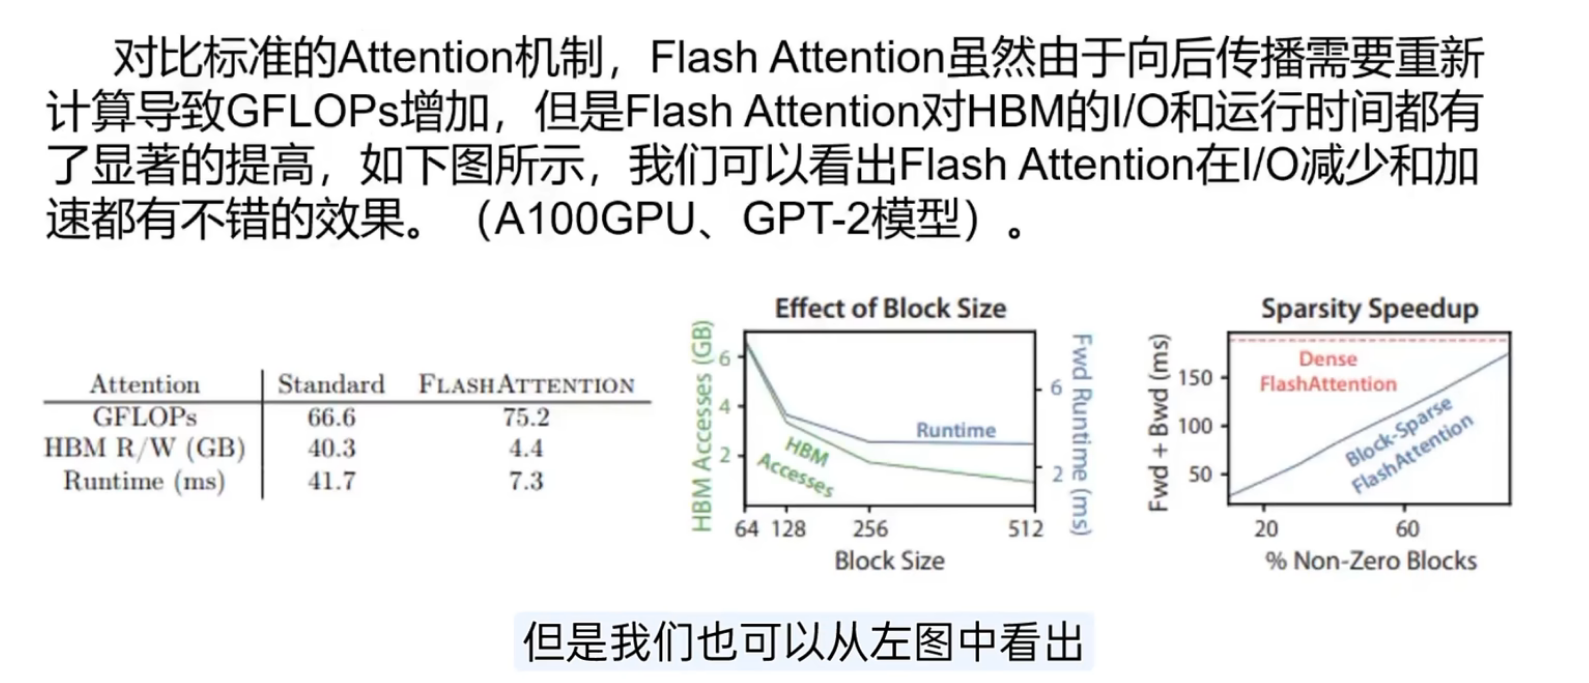 对比标准的Attention机制，Flash Attention虽然由于向后传播需要重新
计算导致GFLOPs增加，但是Flash Attention对HBM的I/O和运行时间都有
了显著的提高，如下图所示，我们可以看出Flash Attention在I/O减少和加
速都有不错的效果。（A100GPU、GPT-2模型）。
Attention Standard FLASHATTENTION
GFLOPs 66.6 75.2
HBM R/W (GB) 40.3 4.4
Runtime (ms) 41.7 7.3
Effect of Block Size
HBM Accesses (GB)
6
4
2
Fwd Runtime (ms)
6
2
Runtime
HBM
Accesses
64 128 256 512
Block Size
Sparsity Speedup
Fwd + Bwd (ms)
150
100
50
Dense
FlashAttention
Block-Sparse
FlashAttention
20 60
% Non-Zero Blocks
但是我们也可以从左图中看出